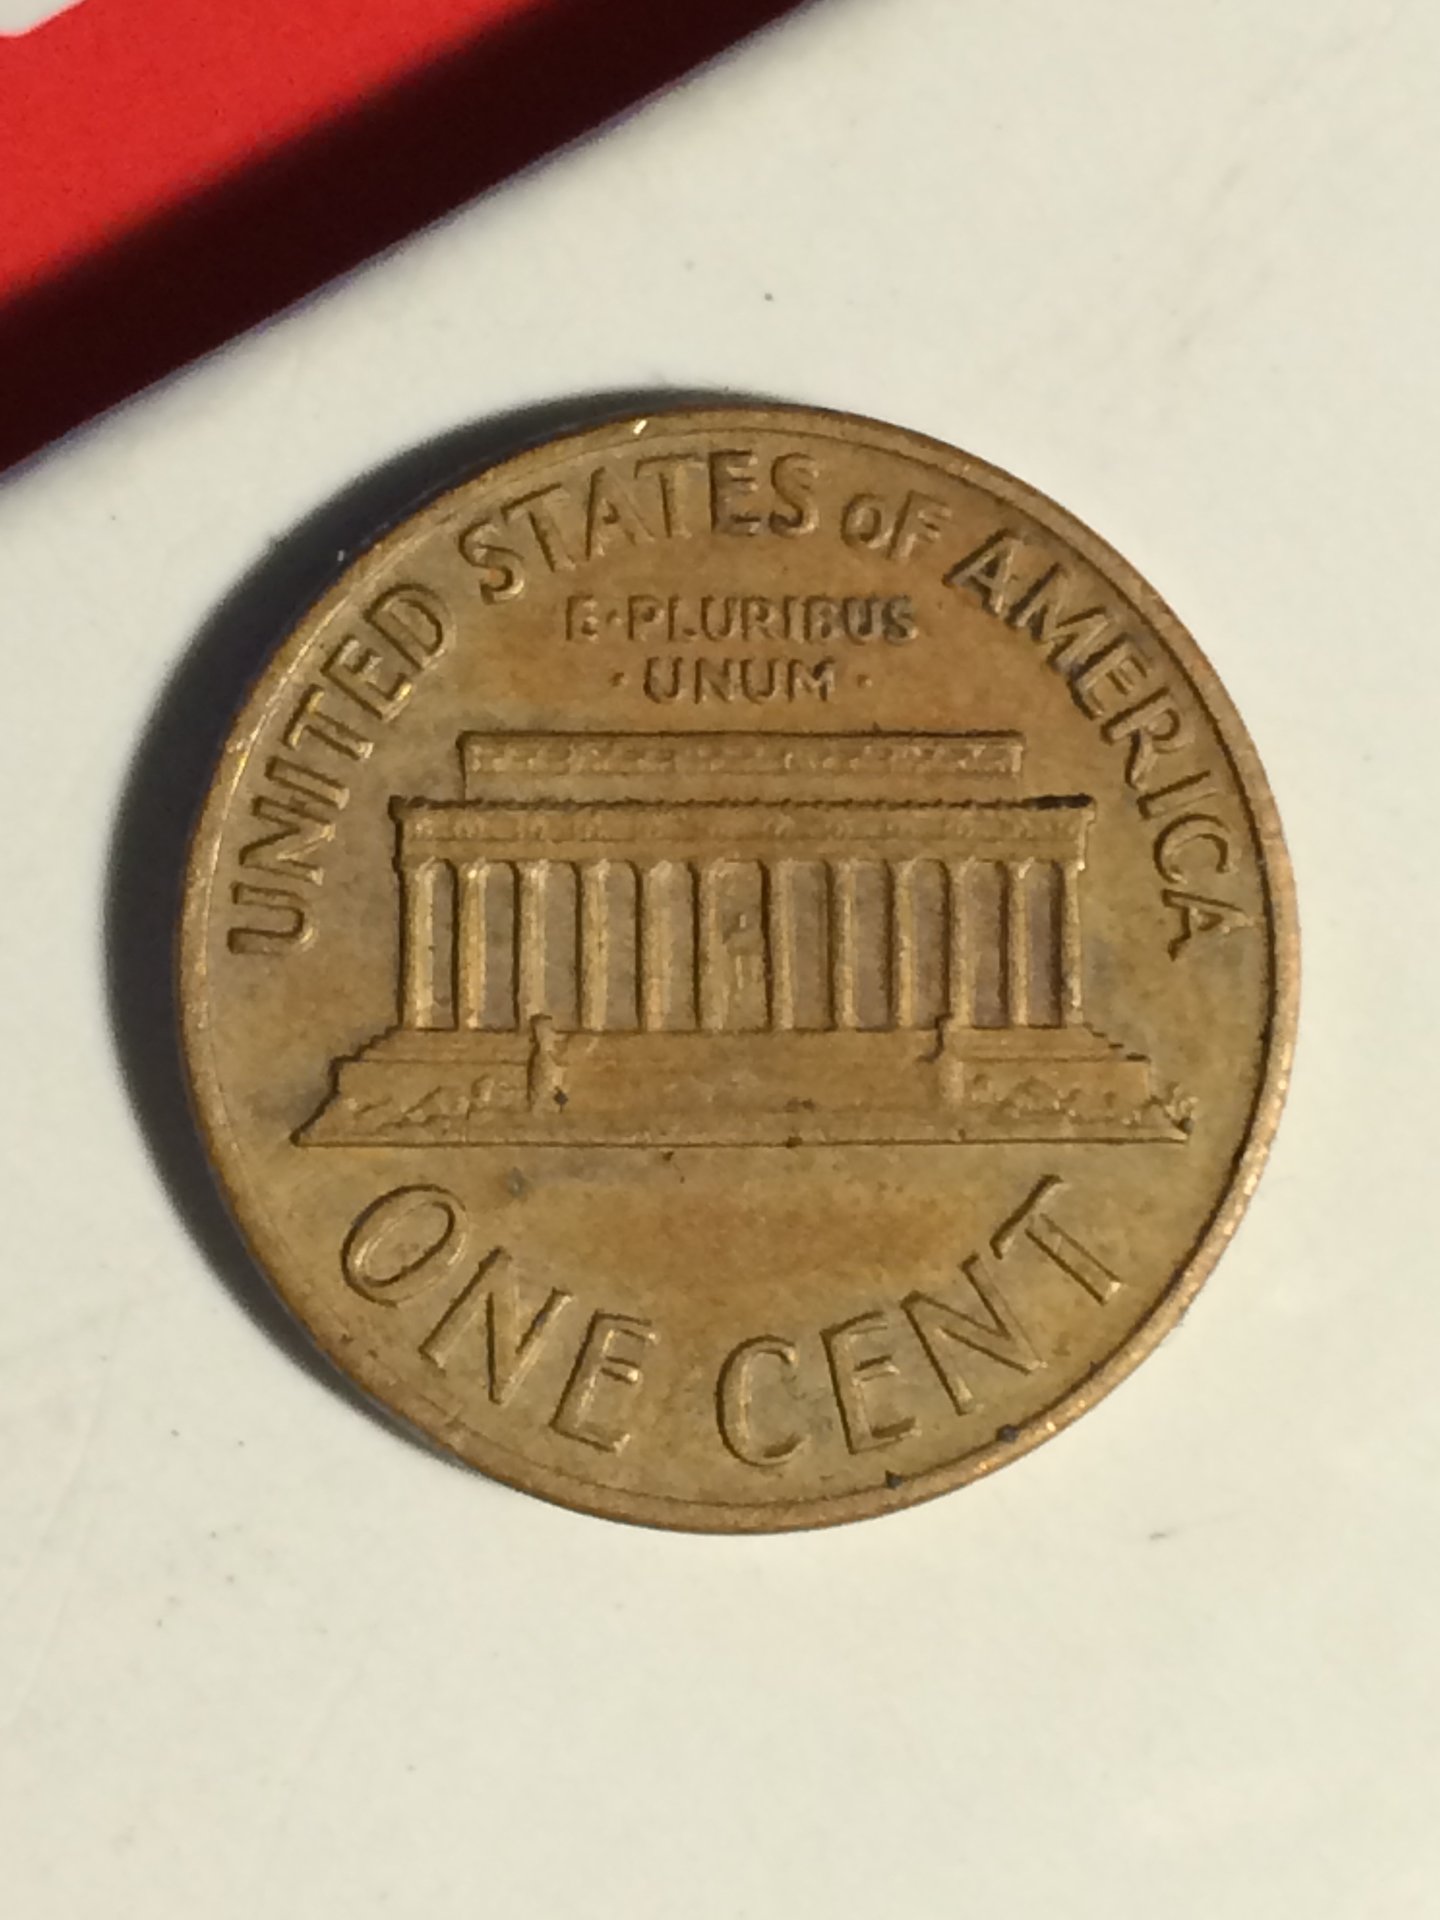 UNITED STATES OF AMERICA
E·PLURIBUS
·UNUM·
ONE CENT